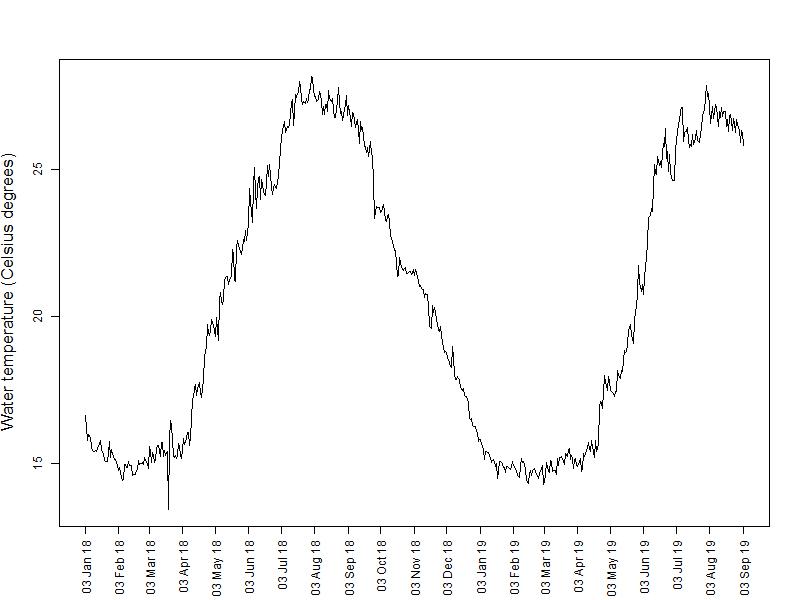 Water temperature (Celsius degrees)
25
20
15
03 Jan 18
03 Feb 18
03 Mar 18
03 Apr 18
03 May 18
03 Jun 18
03 Jul 18
03 Aug 18
03 Sep 18
03 Oct 18
03 Nov 18
03 Dec 18
03 Jan 19
03 Feb 19
03 Mar 19
03 Apr 19
03 May 19
03 Jun 19
03 Jul 19
03 Aug 19
03 Sep 19